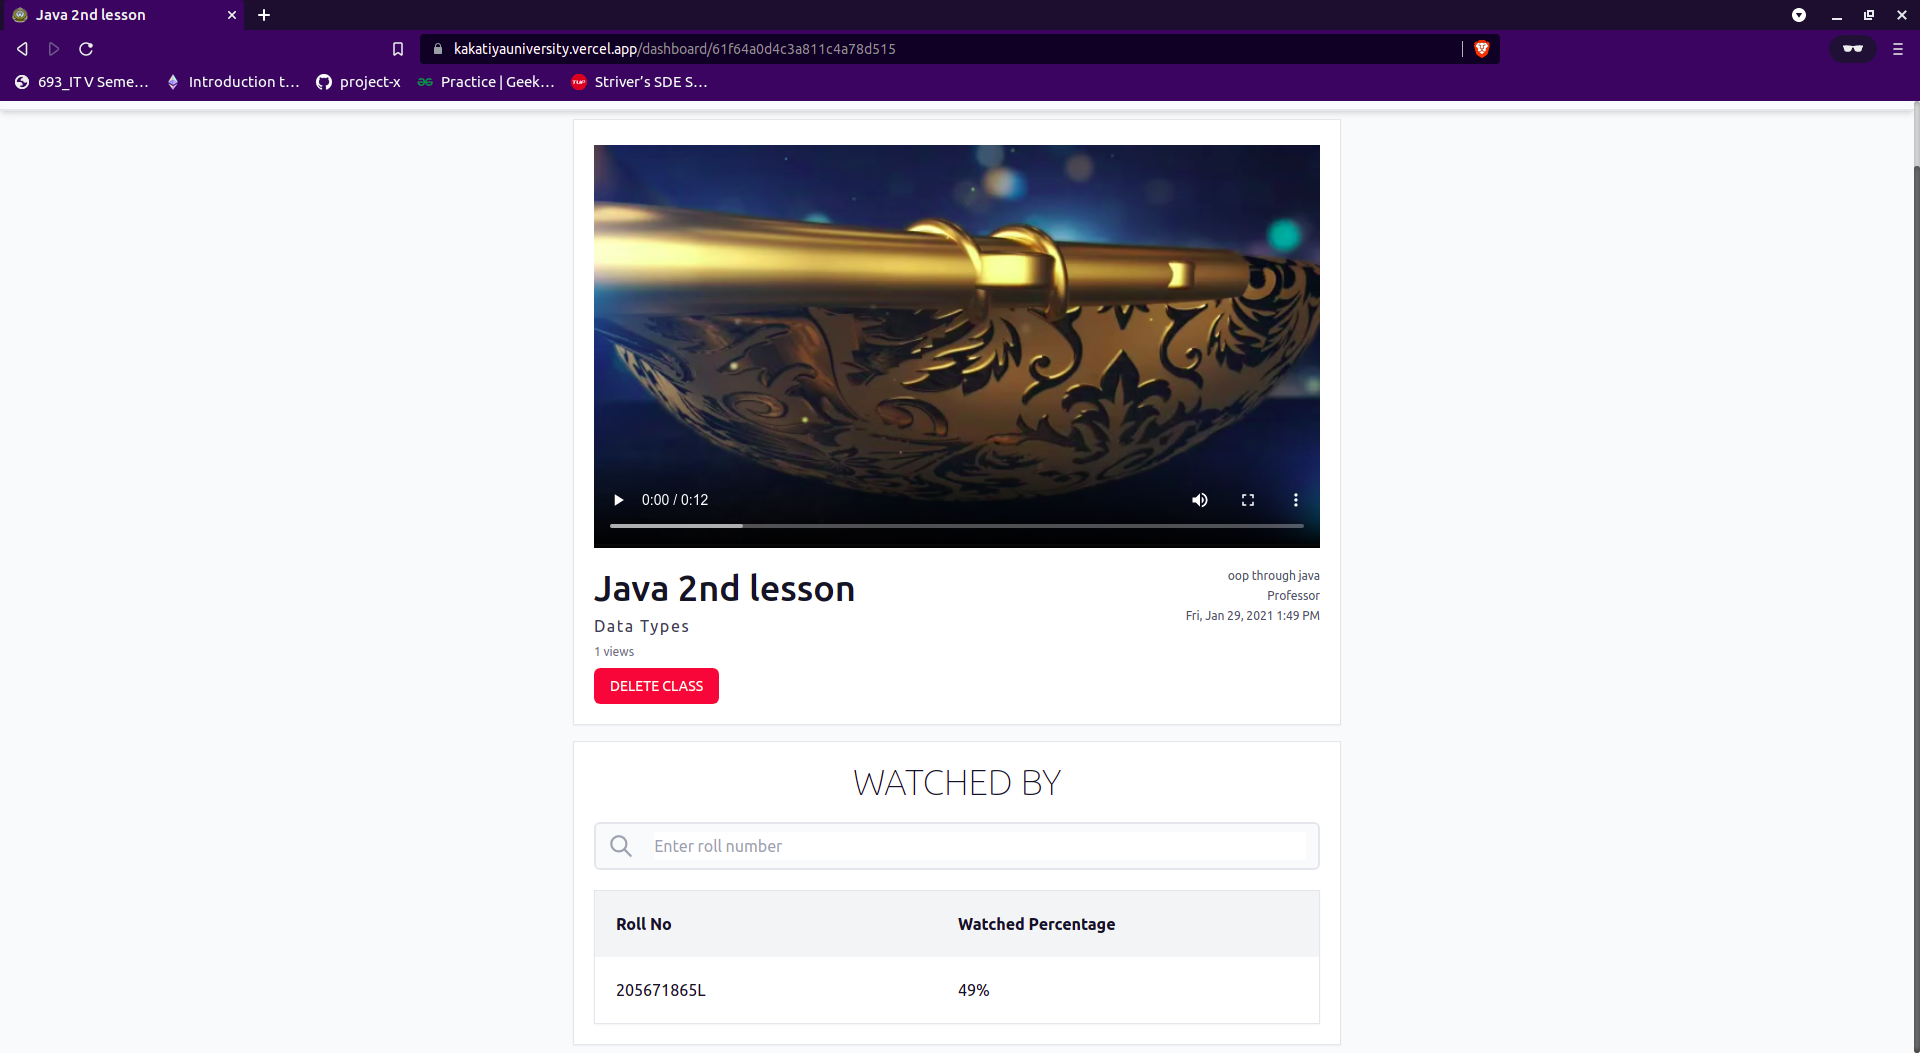 Java 2nd lesson
kakatiyauniversity.vercel.app/dashboard/61f64a0d4c3a811c4a78d515
693_IT V Seme...
Introduction t...
project-x
Practice | Geek...
TUF
Striver's SDE S...
0:00 / 0:12
Java 2nd lesson
oop through java
Professor
Fri, Jan 29, 2021 1:49 PM
Data Types
1 views
DELETE CLASS
WATCHED BY
Enter roll number
Roll No Watched Percentage
205671865L 49%